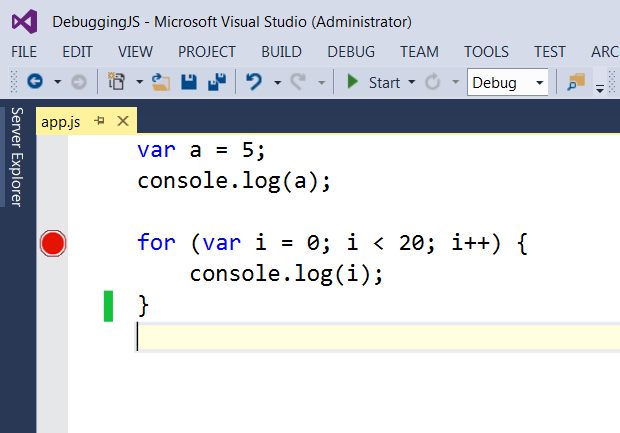 DebuggingJS - Microsoft Visual Studio (Administrator)
FILE EDIT VIEW PROJECT BUILD DEBUG TEAM TOOLS TEST ARC
Start Debug
Server Explorer
app.js
var a = 5;
console.log(a);
for (var i = 0; i < 20; i++) {
    console.log(i);
}